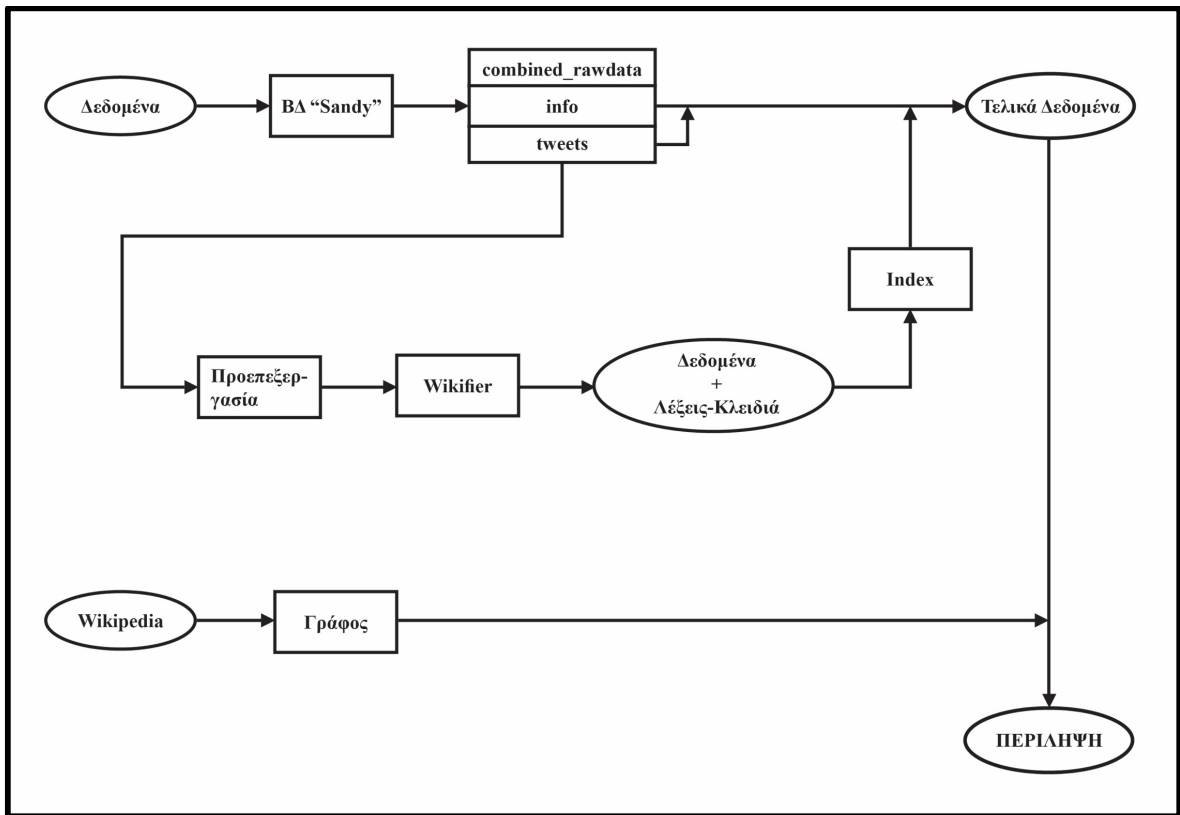 combined_rawdata
Δεδομένα
ΒΔ “Sandy”
info
Τελικά Δεδομένα
tweets
Index
Προεπεξερ-
γασία
Wikifier
Δεδομένα
+
Λέξεις-Κλειδιά
Wikipedia
Γράφος
ΠΕΡΙΛΗΨΗ